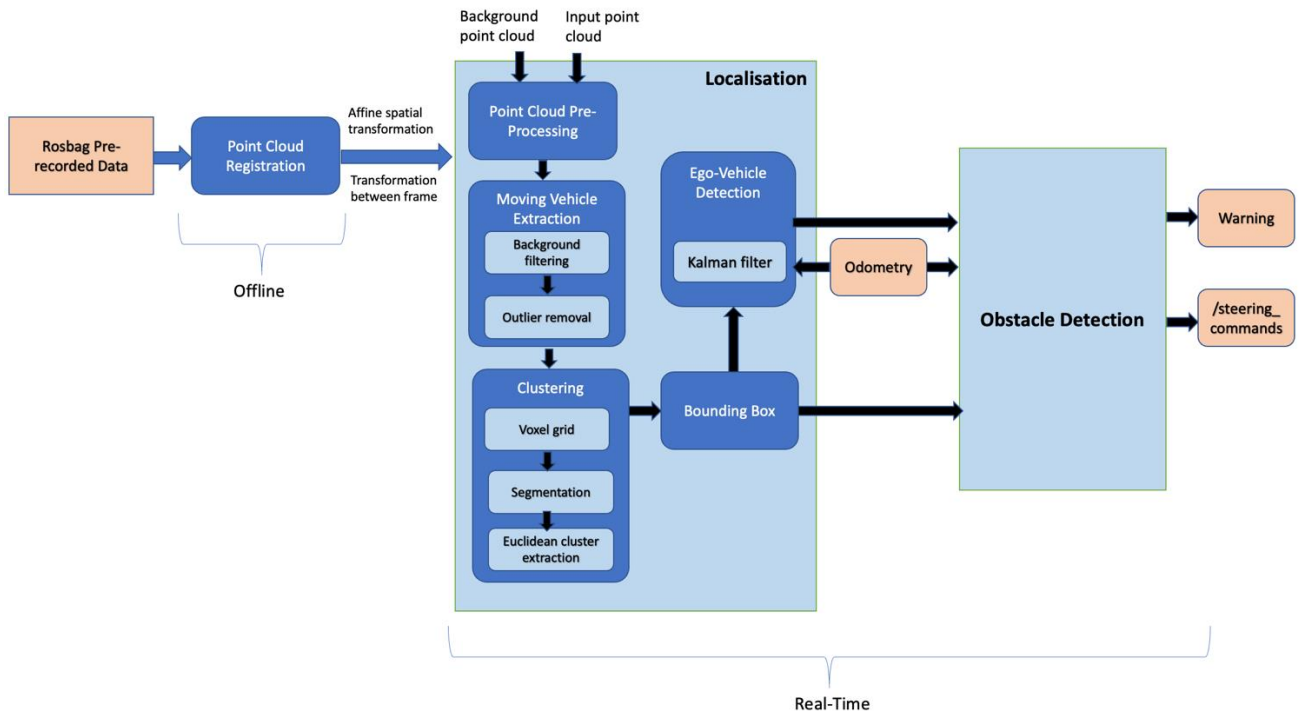 Background
point cloud
Input point
cloud
Localisation
Point Cloud Pre-
Processing
Affine spatial
transformation
Rosbag Pre-
recorded Data
Point Cloud
Registration
Transformation
between frame
Offline
Moving Vehicle
Extraction
Background
filtering
Outlier removal
Ego-Vehicle
Detection
Kalman filter
Odometry
Clustering
Voxel grid
Segmentation
Euclidean cluster
extraction
Bounding Box
Obstacle Detection
Warning
/steering_
commands
Real-Time